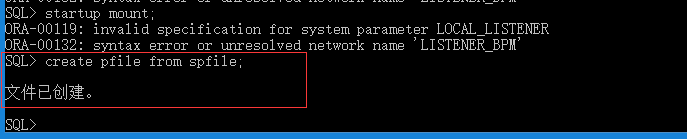 ORA-00132: syntax error or unresolved network name 'LISTENER_BPM'
SQL> startup mount;
ORA-00119: invalid specification for system parameter LOCAL_LISTENER
ORA-00132: syntax error or unresolved network name 'LISTENER_BPM'
SQL> create pfile from spfile;
文件已创建。
SQL>